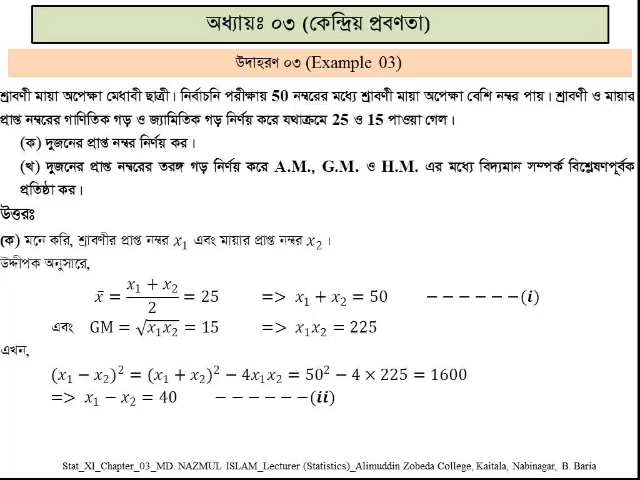 অধ্যায়ঃ ০৩ (কেন্দ্রিয় প্রবণতা)
উদাহরণ ০৩ (Example 03)
শ্রাবণী মায়া অপেক্ষা মেধাবী ছাত্রী। নির্বাচনি পরীক্ষায় 50 নম্বরের মধ্যে শ্রাবণী মায়া অপেক্ষা বেশি নম্বর পায়। শ্রাবণী ও মায়ার
প্রাপ্ত নম্বরের গাণিতিক গড় ও জ্যামিতিক গড় নির্ণয় করে যথাক্রমে 25 ও 15 পাওয়া গেল।
(ক) দুজনের প্রাপ্ত নম্বর নির্ণয় কর।
(খ) দুজনের প্রাপ্ত নম্বরের তরঙ্গ গড় নির্ণয় করে A.M., G.M. ও H.M. এর মধ্যে বিদ্যমান সম্পর্ক বিশ্লেষণপূর্বক
প্রতিষ্ঠা কর।
উত্তরঃ
(ক) মনে করি, শ্রাবণীর প্রাপ্ত নম্বর x₁ এবং মায়ার প্রাপ্ত নম্বর x₂ ।
উদ্দীপক অনুসারে,
x̄ = (x₁ + x₂)/2 = 25 => x₁ + x₂ = 50 − − − − − −(i)
এবং GM = √x₁x₂ = 15 => x₁x₂ = 225
এখন,
(x₁ − x₂)² = (x₁ + x₂)² − 4x₁x₂ = 50² − 4 × 225 = 1600
=> x₁ − x₂ = 40 − − − − − −(ii)
Stat_XI_Chapter_03_MD. NAZMUL ISLAM_Lecturer (Statistics)_Alimuddin Zobeda College, Kaitala, Nabinagar, B. Baria